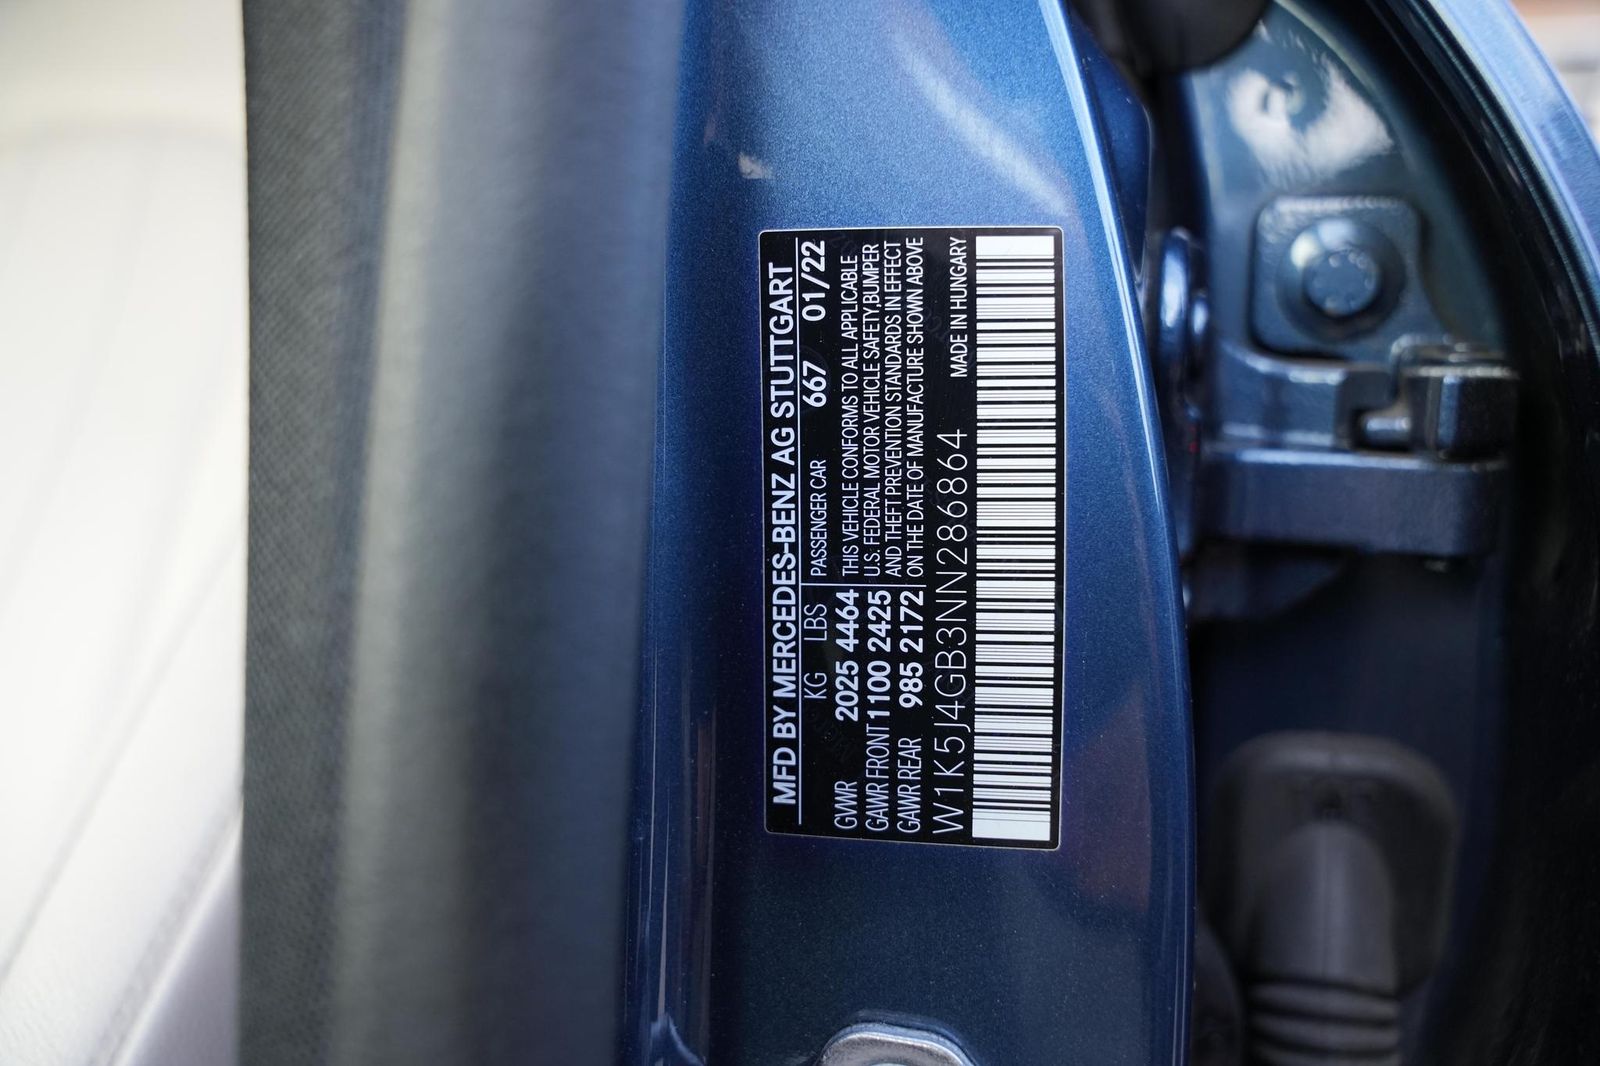 MFD BY MERCEDES-BENZ AG STUTTGART
KG LBS PASSENGER CAR 667 01/22
GVWR 2025 4464 THIS VEHICLE CONFORMS TO ALL APPLICABLE
GAWR FRONT 1100 2425 U.S. FEDERAL MOTOR VEHICLE SAFETY,BUMPER
GAWR REAR 985 2172 AND THEFT PREVENTION STANDARDS IN EFFECT
ON THE DATE OF MANUFACTURE SHOWN ABOVE
W1K5J4GB3NN286864 MADE IN HUNGARY